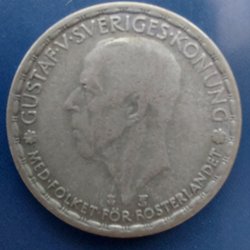 GUSTAF·V·SVERIGES·KONUNG
MED·FOLKET FÖR FOSTERLANDET